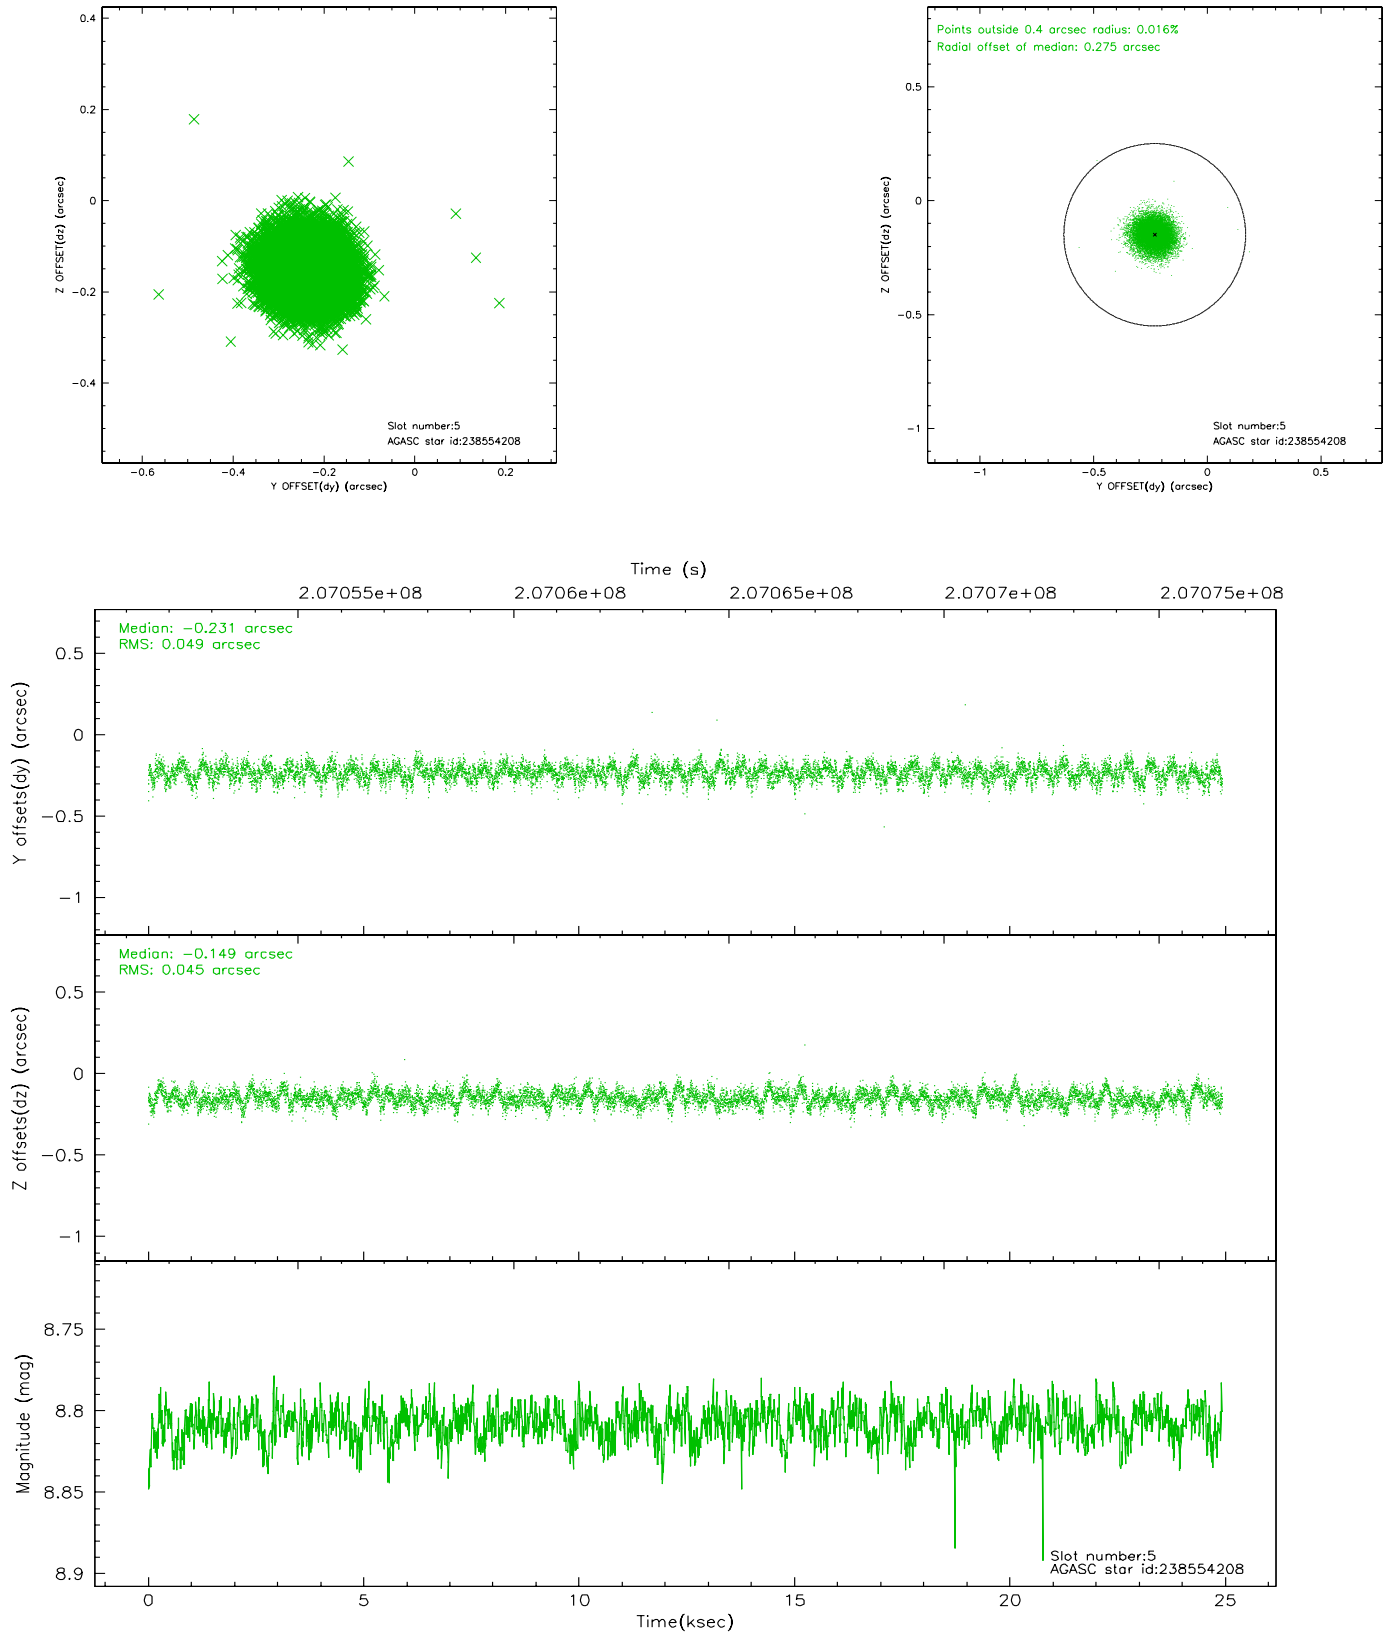 0.4
0.2
0
−0.2
−0.4
Z OFFSET(dz) (arcsec)
Slot number:5
AGASC star id:238554208
−0.6 −0.4 −0.2 0 0.2
Y OFFSET(dy) (arcsec)
Points outside 0.4 arcsec radius: 0.016%
Radial offset of median: 0.275 arcsec
0.5
0
−0.5
−1
Z OFFSET(dz) (arcsec)
Slot number:5
AGASC star id:238554208
−1 −0.5 0 0.5
Y OFFSET(dy) (arcsec)
Time (s)
2.07055e+08 2.0706e+08 2.07065e+08 2.0707e+08 2.07075e+08
Median: −0.231 arcsec
RMS: 0.049 arcsec
0.5
0
−0.5
−1
Y offsets(dy) (arcsec)
Median: −0.149 arcsec
RMS: 0.045 arcsec
0.5
0
−0.5
−1
Z offsets(dz) (arcsec)
8.75
8.8
8.85
8.9
Magnitude (mag)
Slot number:5
AGASC star id:238554208
0 5 10 15 20 25
Time(ksec)